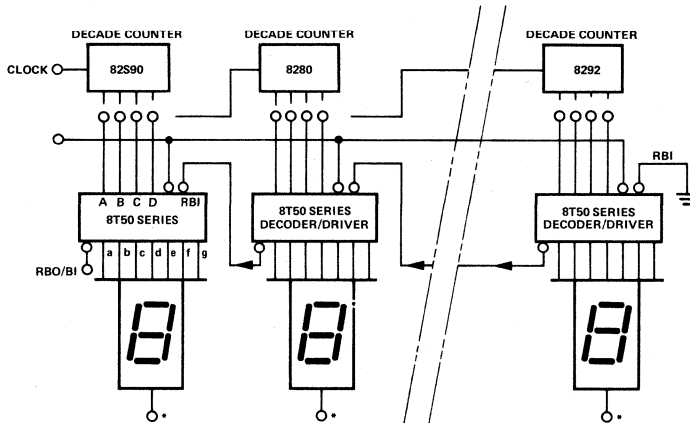 DECADE COUNTER
DECADE COUNTER
DECADE COUNTER
CLOCK
82S90
8280
8292
RBI
A B C D RBI
8T50 SERIES
8T50 SERIES
DECODER/DRIVER
8T50 SERIES
DECODER/DRIVER
a b c d e f g
RBO/BI
*
*
*